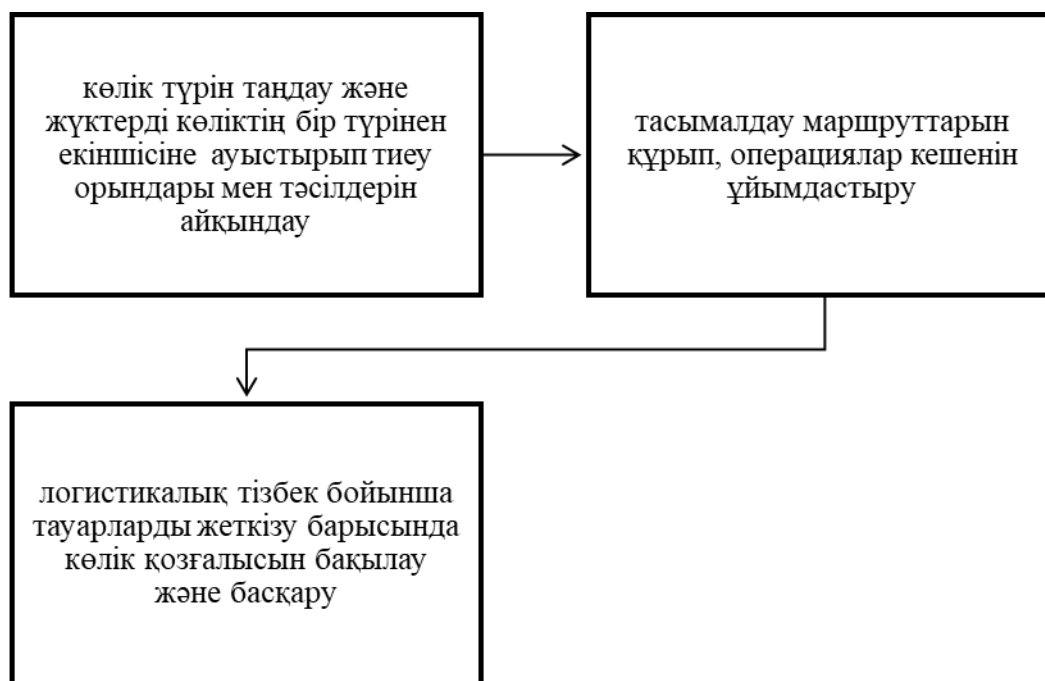 көлік түрін таңдау және
жүктерді көліктің бір түрінен
екіншісіне ауыстырып тиеу
орындары мен тәсілдерін
айқындау
тасымалдау маршруттарын
құрып, операциялар кешенін
ұйымдастыру
логистикалық тізбек бойынша
тауарларды жеткізу барысында
көлік қозғалысын бақылау
және басқару